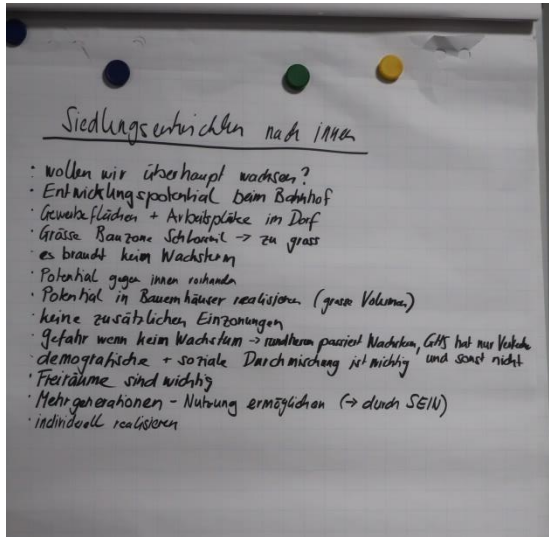 Siedlungsentwicklen nach innen
· wollen wir überhaupt wachsen?
· Entwicklungspotential beim Bahnhof
· Gewerbeflächen + Arbeitsplätze im Dorf
· Grösse Bauzone → zu gross
· es braucht kein Wachstum
· Potential gegen innen vorhanden
· Potential in Bauernhäuser realisieren (grosse Volumen)
· keine zusätzlichen Einzonungen
· gefahr wenn kein Wachstum → rundherum passiert Wachstum, GHS hat nur Verkehr
· demografische + soziale Durchmischung ist wichtig und sonst nicht
· Freiräume sind wichtig
· Mehrgenerationen - Nutzung ermöglichen (→ durch SEIN)
· individuell realisieren